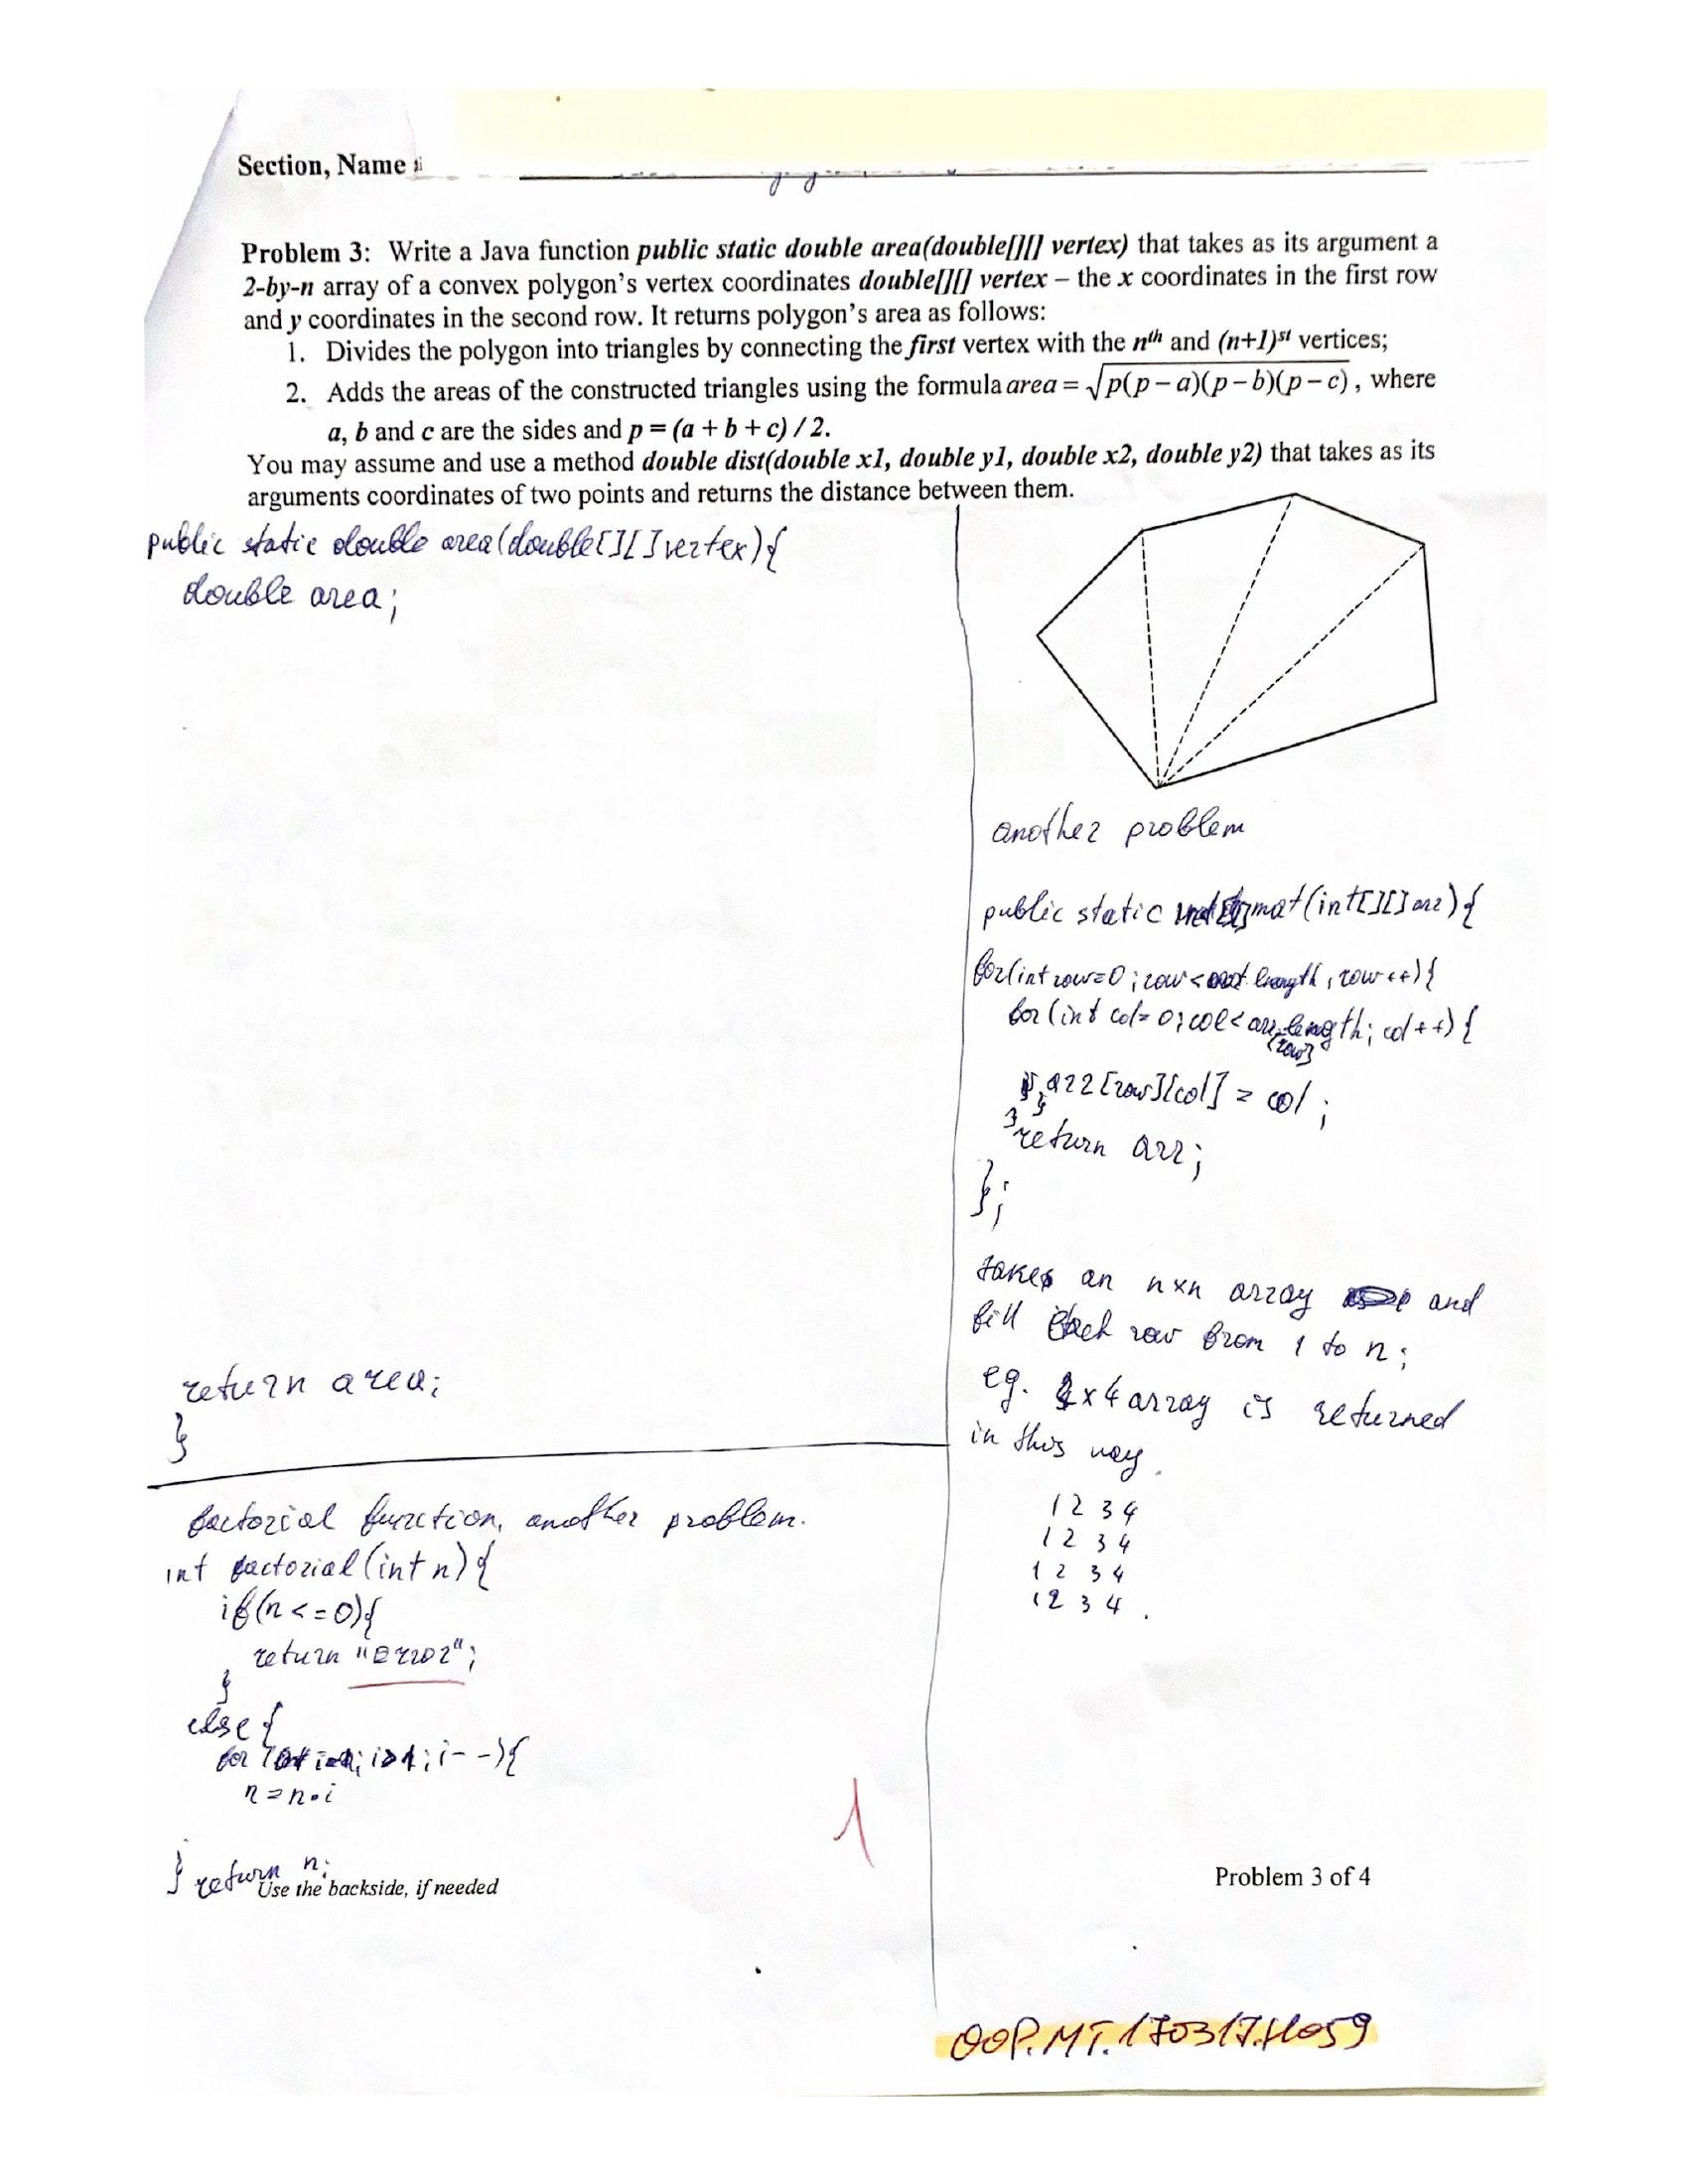 Section, Name
Problem 3: Write a Java function public static double area(double[][] vertex) that takes as its argument a
2-by-n array of a convex polygon's vertex coordinates double[][] vertex – the x coordinates in the first row
and y coordinates in the second row. It returns polygon's area as follows:
1. Divides the polygon into triangles by connecting the first vertex with the nth and (n+1)st vertices;
2. Adds the areas of the constructed triangles using the formula area = √p(p – a)(p – b)(p – c) , where
a, b and c are the sides and p = (a + b + c) / 2.
You may assume and use a method double dist(double x1, double y1, double x2, double y2) that takes as its
arguments coordinates of two points and returns the distance between them.
public static double area(double[][]vertex){
double area;
return area;
}
factorial function, another problem.
int factorial(int n){
if(n<=0){
return "Error";
}
else{
for i>1; i--){
n=n·i
} return n;
Use the backside, if needed
another problem
public static mat(int[][]arr){
for(int row=0; row< length, row++){
for(int col=0; col<arr.length; col++){
[row]
arr[row][col] = col;
}
}
return arr;
};
takes an nxn array and
fill each row from 1 to n;
eg. 4x4 array is returned
in this way.
1 2 3 4
1 2 3 4
1 2 3 4
1 2 3 4 .
1
Problem 3 of 4
OOP.MT.170317.H059